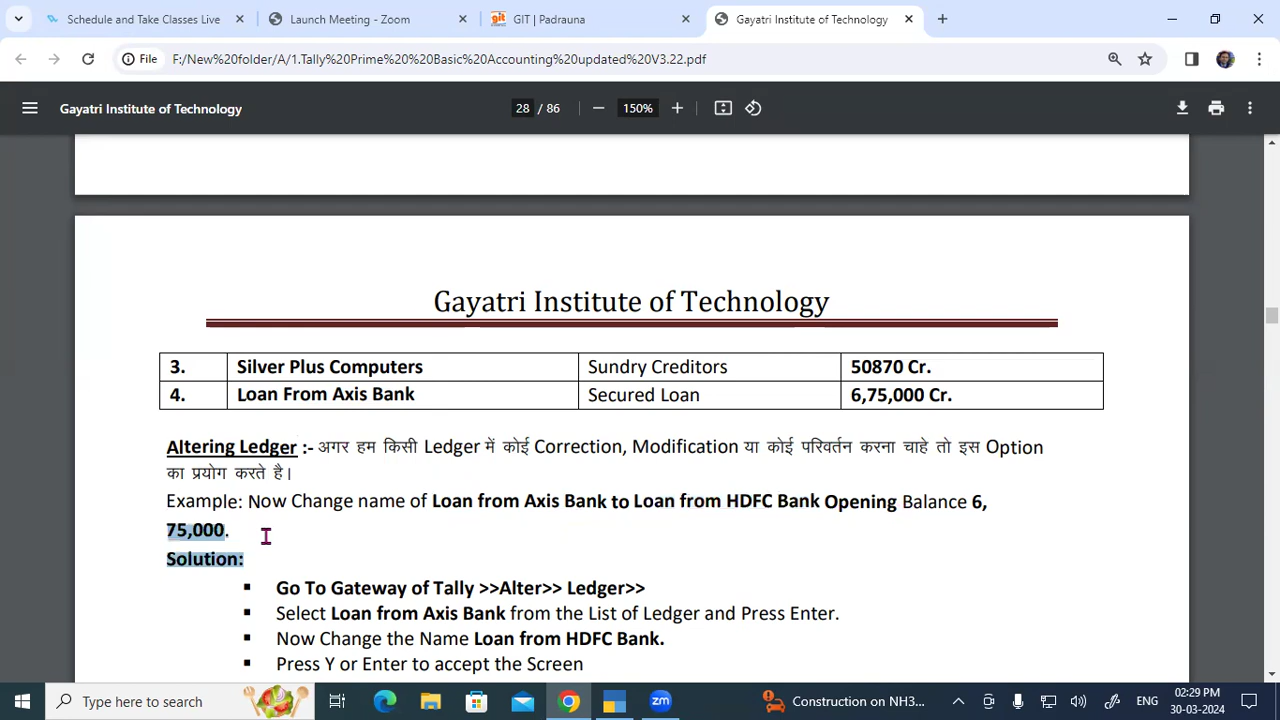 Schedule and Take Classes Live
Launch Meeting - Zoom
GIT | Padrauna
Gayatri Institute of Technology
File
F:/New%20folder/A/1.Tally%20Prime%20%20Basic%20Accounting%20updated%20V3.22.pdf
Gayatri Institute of Technology
28 / 86
150%
Gayatri Institute of Technology
3. Silver Plus Computers Sundry Creditors 50870 Cr.
4. Loan From Axis Bank Secured Loan 6,75,000 Cr.
Altering Ledger :- अगर हम किसी Ledger में कोई Correction, Modification या कोई परिवर्तन करना चाहे तो इस Option
का प्रयोग करते है।
Example: Now Change name of Loan from Axis Bank to Loan from HDFC Bank Opening Balance 6,
75,000.
Solution:
▪ Go To Gateway of Tally >>Alter>> Ledger>>
▪ Select Loan from Axis Bank from the List of Ledger and Press Enter.
▪ Now Change the Name Loan from HDFC Bank.
▪ Press Y or Enter to accept the Screen
Type here to search
zm
Construction on NH3...
ENG
02:29 PM
30-03-2024